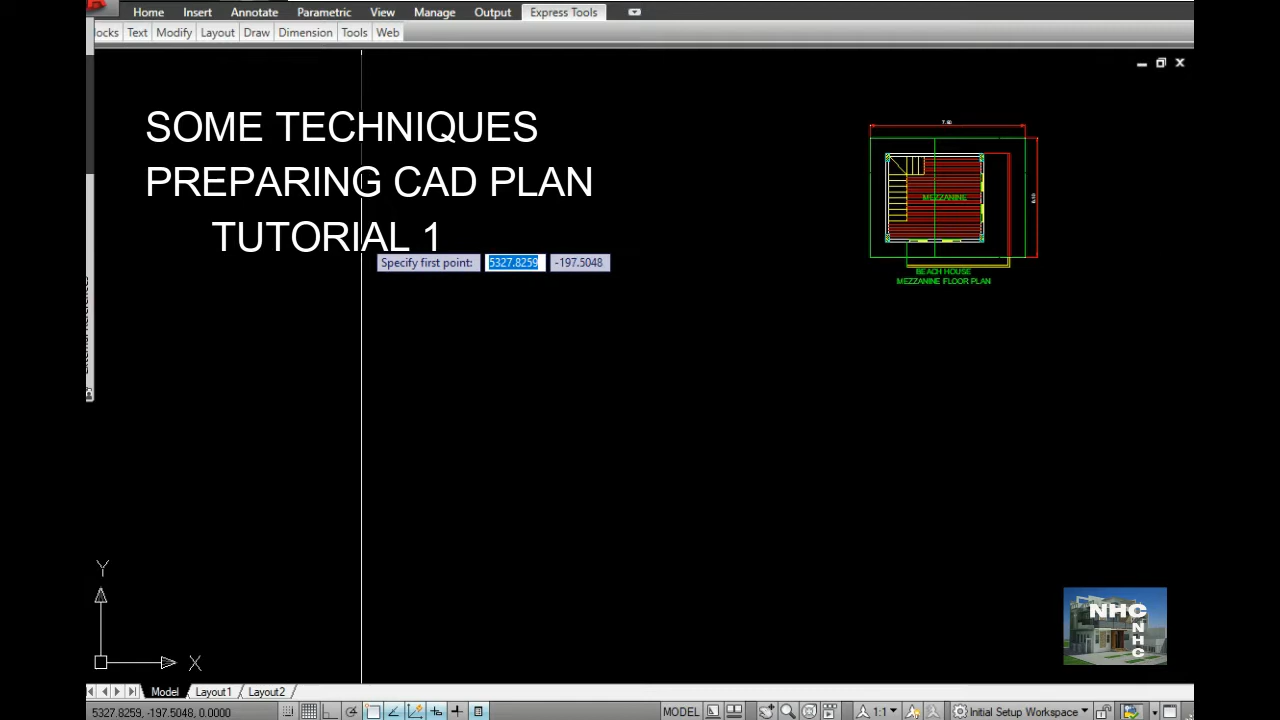 Home Insert Annotate Parametric View Manage Output Express Tools
ocks Text Modify Layout Draw Dimension Tools Web
SOME TECHNIQUES
PREPARING CAD PLAN
TUTORIAL 1
Specify first point: 5327.8259 -197.5048
7.60
MEZZANINE
BEACH HOUSE
MEZZANINE FLOOR PLAN
Y
X
NHC
N
H
C
Model Layout1 Layout2
5327.8259, -197.5048, 0.0000 MODEL 1:1 Initial Setup Workspace